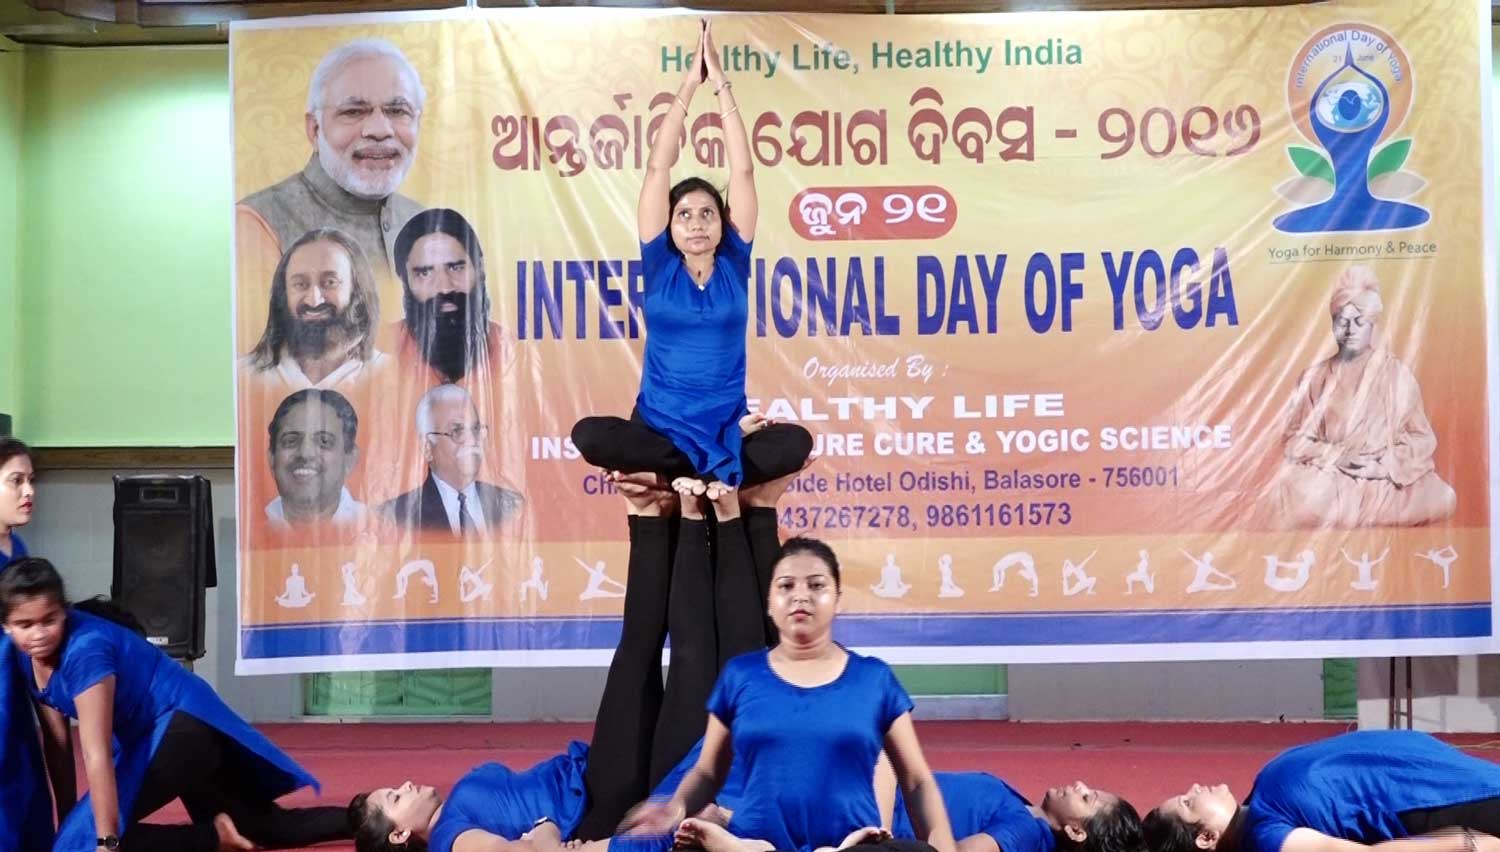 Healthy Life, Healthy India
ଆନ୍ତର୍ଜାତିକ ଯୋଗ ଦିବସ - ୨୦୧୬
ଜୁନ ୨୧
INTER TIONAL DAY OF YOGA
Organised By :
EALTHY LIFE
INS URE CURE & YOGIC SCIENCE
Side Hotel Odishi, Balasore - 756001
437267278, 9861161573
International Day of Yoga
21 June
Yoga for Harmony & Peace